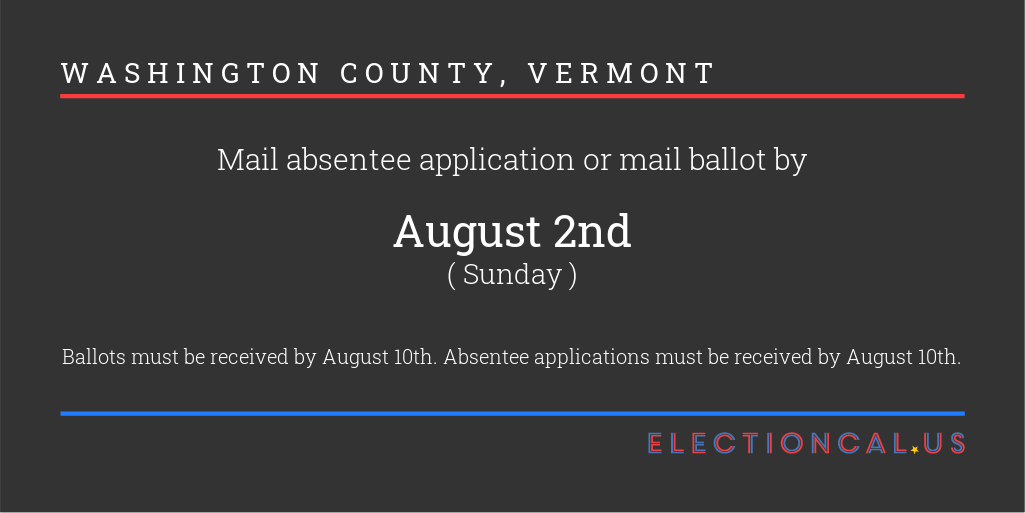 WASHINGTON COUNTY, VERMONT
Mail absentee application or mail ballot by
August 2nd
( Sunday )
Ballots must be received by August 10th. Absentee applications must be received by August 10th.
ELECTIONCAL.US